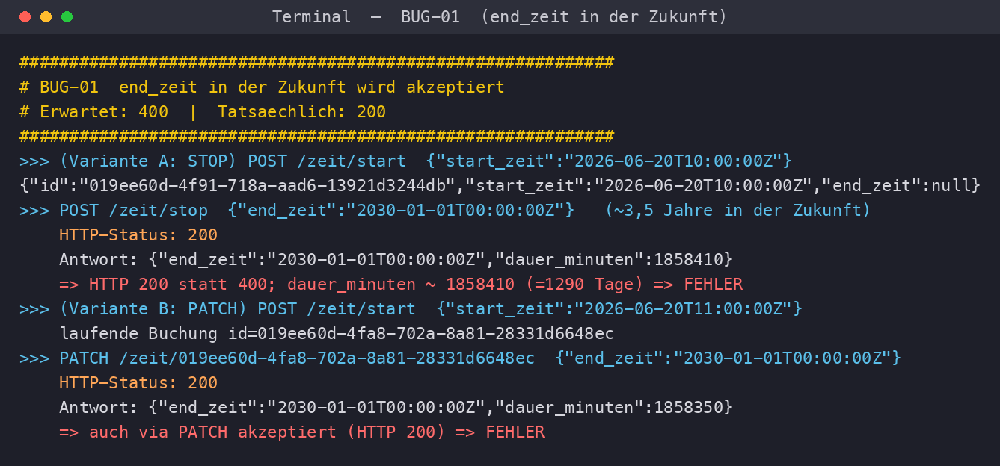 Terminal — BUG-01 (end_zeit in der Zukunft)
############################################################
# BUG-01  end_zeit in der Zukunft wird akzeptiert
# Erwartet: 400  |  Tatsaechlich: 200
############################################################
>>> (Variante A: STOP) POST /zeit/start  {"start_zeit":"2026-06-20T10:00:00Z"}
{"id":"019ee60d-4f91-718a-aad6-13921d3244db","start_zeit":"2026-06-20T10:00:00Z","end_zeit":null}
>>> POST /zeit/stop  {"end_zeit":"2030-01-01T00:00:00Z"}   (~3,5 Jahre in der Zukunft)
    HTTP-Status: 200
    Antwort: {"end_zeit":"2030-01-01T00:00:00Z","dauer_minuten":1858410}
    => HTTP 200 statt 400; dauer_minuten ~ 1858410 (=1290 Tage) => FEHLER
>>> (Variante B: PATCH) POST /zeit/start  {"start_zeit":"2026-06-20T11:00:00Z"}
    laufende Buchung id=019ee60d-4fa8-702a-8a81-28331d6648ec
>>> PATCH /zeit/019ee60d-4fa8-702a-8a81-28331d6648ec  {"end_zeit":"2030-01-01T00:00:00Z"}
    HTTP-Status: 200
    Antwort: {"end_zeit":"2030-01-01T00:00:00Z","dauer_minuten":1858350}
    => auch via PATCH akzeptiert (HTTP 200) => FEHLER